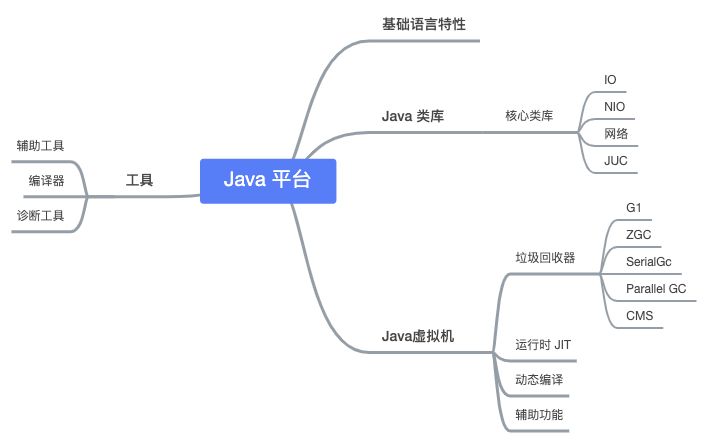 Java 平台
基础语言特性
Java 类库
核心类库
IO
NIO
网络
JUC
Java虚拟机
垃圾回收器
G1
ZGC
SerialGc
Parallel GC
CMS
运行时 JIT
动态编译
辅助功能
工具
辅助工具
编译器
诊断工具